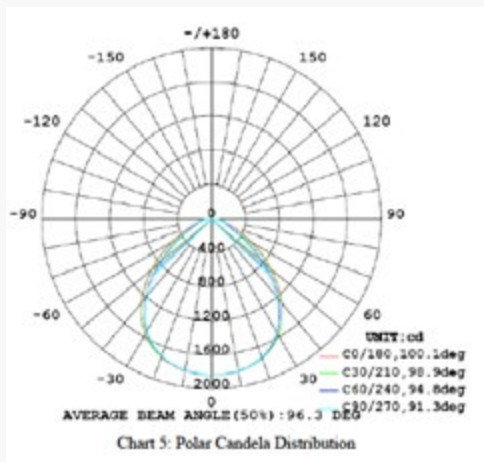 -/+180
-150 150
-120 120
-90 0 90
400
800
-60 60
1200
UNIT:cd
1600
C0/180,100.1deg
C30/210,98.9deg
-30 30
2000
C60/240,94.8deg
0
C90/270,91.3deg
AVERAGE BEAM ANGLE(50%):96.3 DEG
Chart 5: Polar Candela Distribution